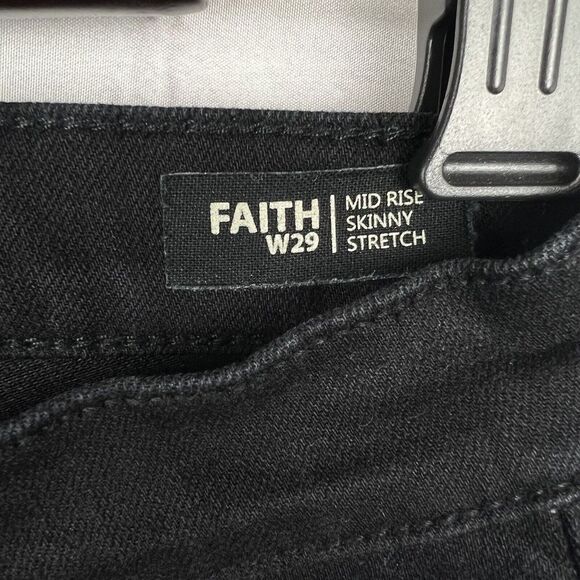 FAITH
W29
MID RISE
SKINNY
STRETCH